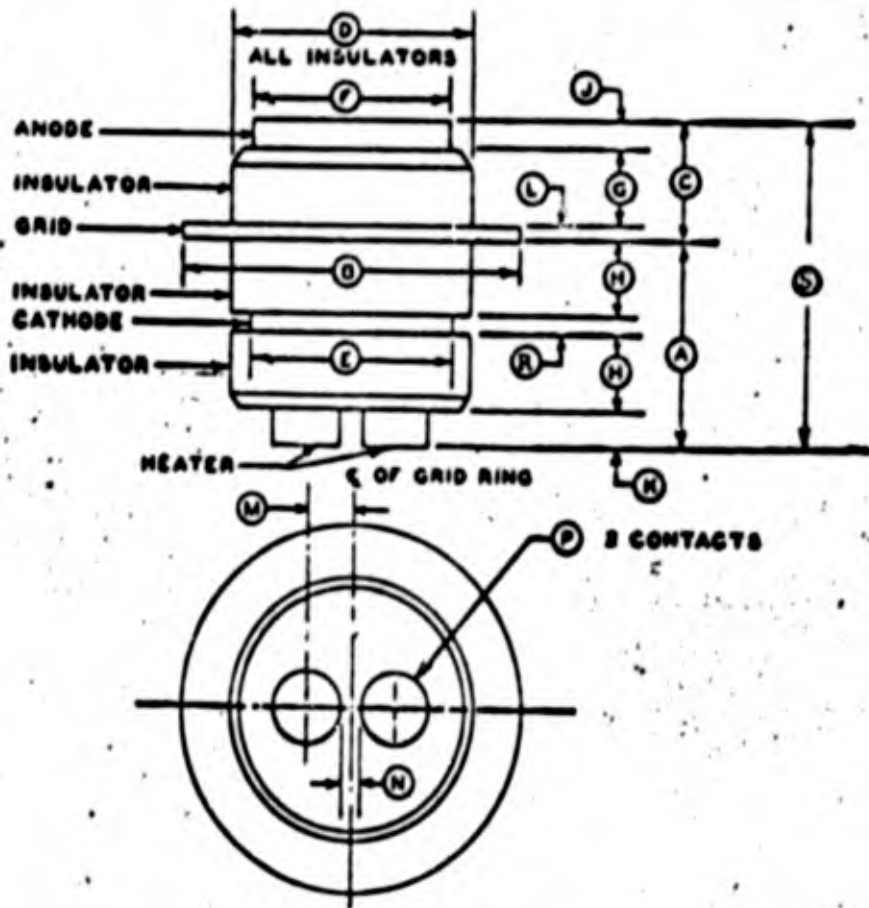 D
ALL INSULATORS
F
J
ANODE
INSULATOR
L
G
C
GRID
B
H
S
INSULATOR
CATHODE
E
R
H
A
INSULATOR
HEATER
℄ OF GRID RING
K
M
P 2 CONTACTS
N